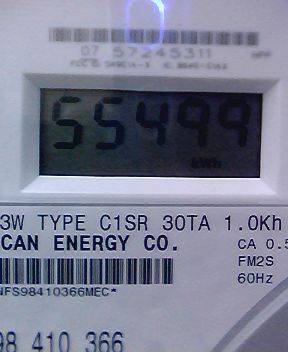 07 57245311
55499
kWh
3W TYPE C1SR 30TA 1.0Kh
CAN ENERGY CO.
CA 0.5
FM2S
60Hz
NFS98410366MEC*
98 410 366